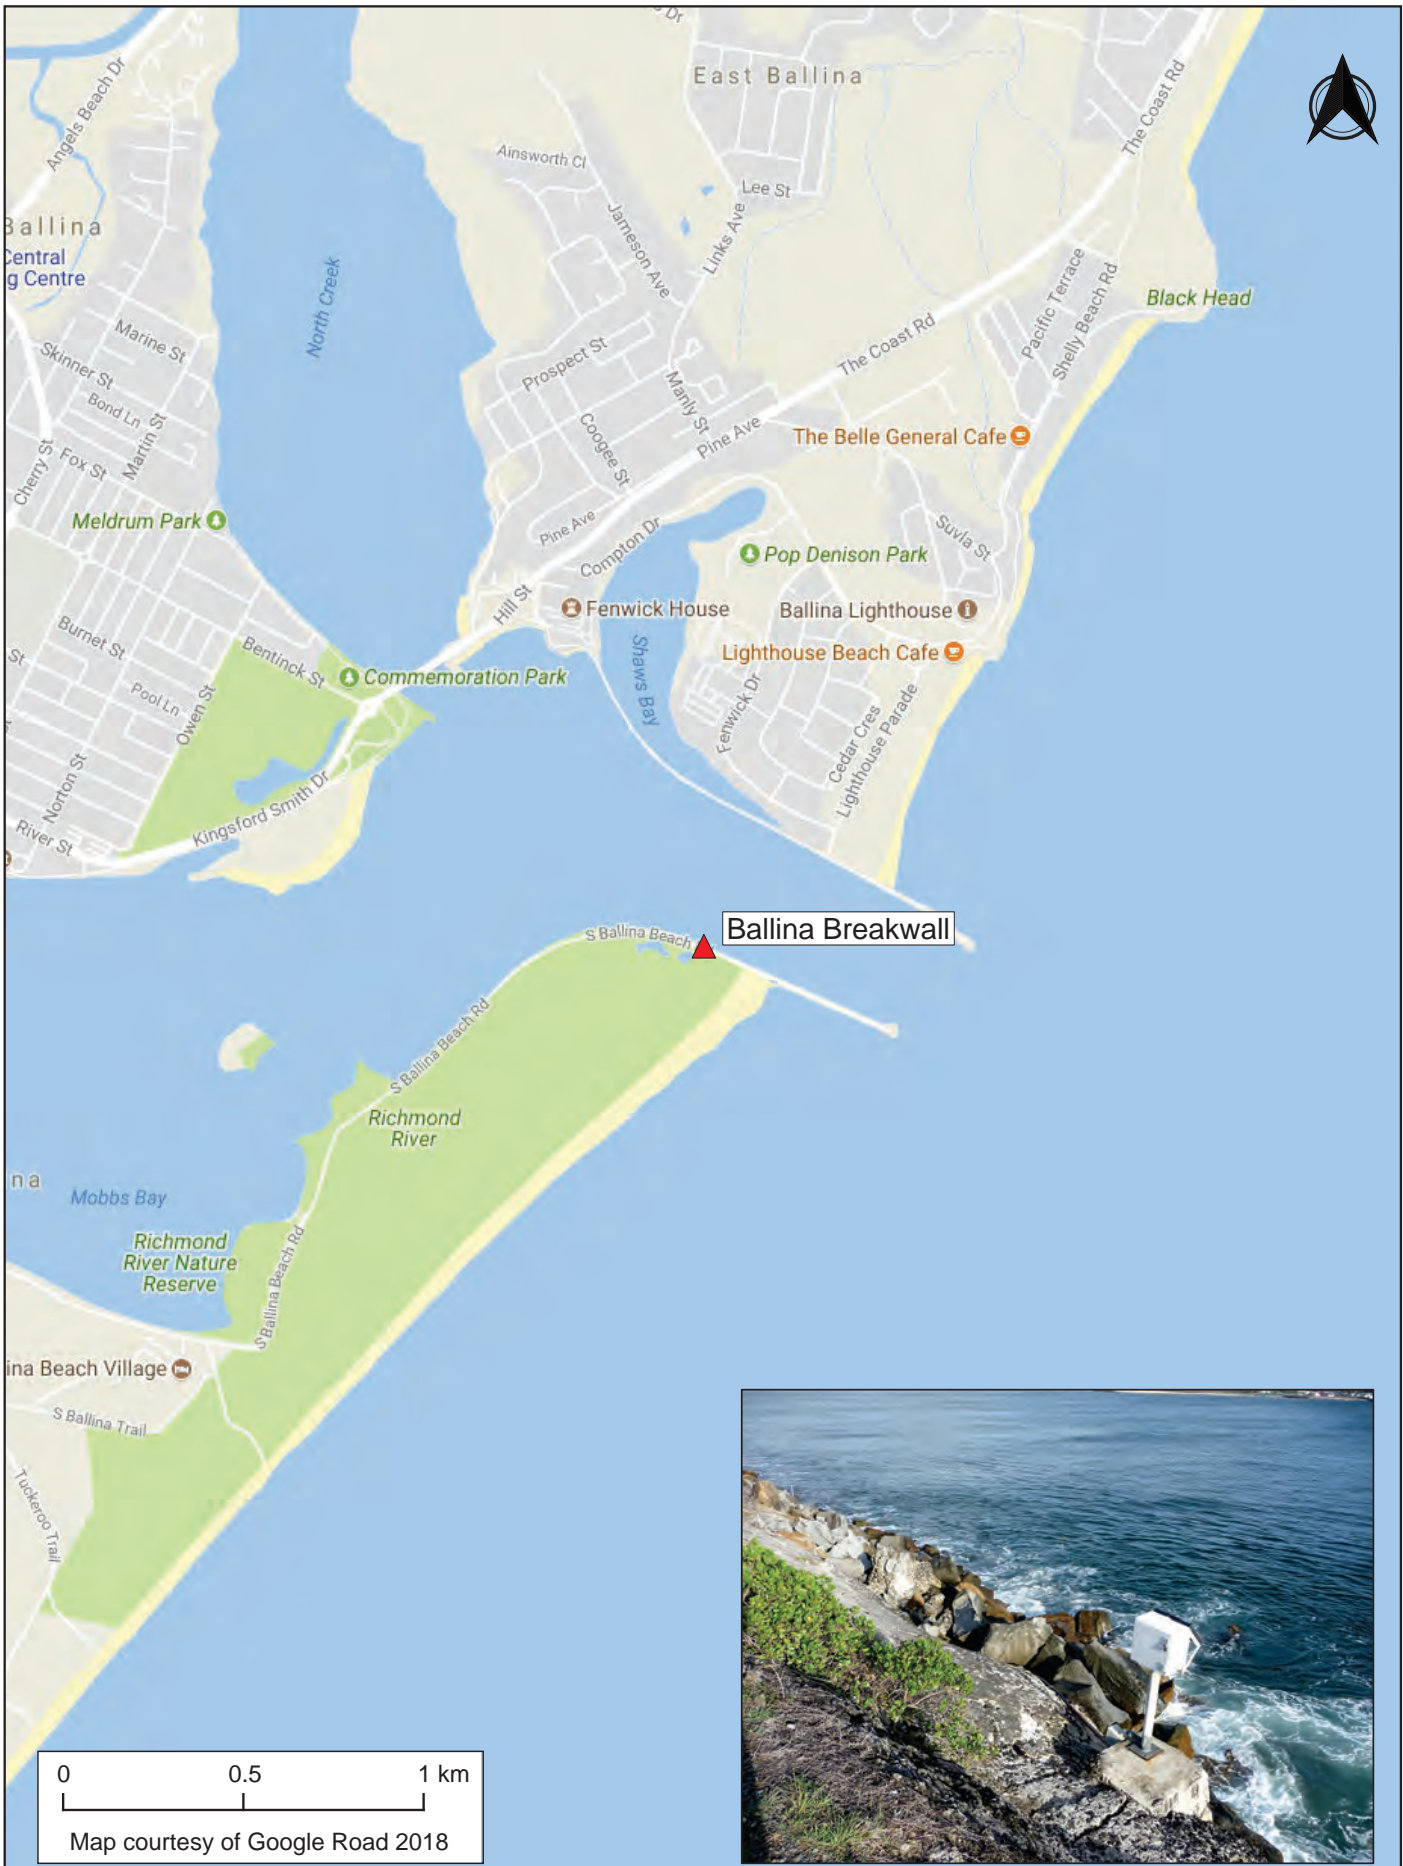 East Ballina
Angels Beach Dr
The Coast Rd
Ainsworth Cl
Lee St
Jameson Ave
Links Ave
Ballina
Central
g Centre
North Creek
Pacific Terrace
Shelly Beach Rd
Black Head
Marine St
Skinner St
Bond Ln
Martin St
Prospect St
The Coast Rd
Manly St
Coogee St
Pine Ave
The Belle General Cafe
Cherry St
Fox St
Meldrum Park
Pine Ave
Compton Dr
Suvla St
Pop Denison Park
Hill St
Fenwick House
Ballina Lighthouse
Burnet St
St
Bentinck St
Shaws Bay
Lighthouse Beach Cafe
Commemoration Park
Pool Ln
Owen St
Fenwick Dr
Cedar Cres
Lighthouse Parade
Norton St
River St
Kingsford Smith Dr
S Ballina Beach
Ballina Breakwall
S Ballina Beach Rd
Richmond
River
na
Mobbs Bay
Richmond
River Nature
Reserve
S Ballina Beach Rd
ina Beach Village
S Ballina Trail
Tuckeroo Trail
0 0.5 1 km
Map courtesy of Google Road 2018